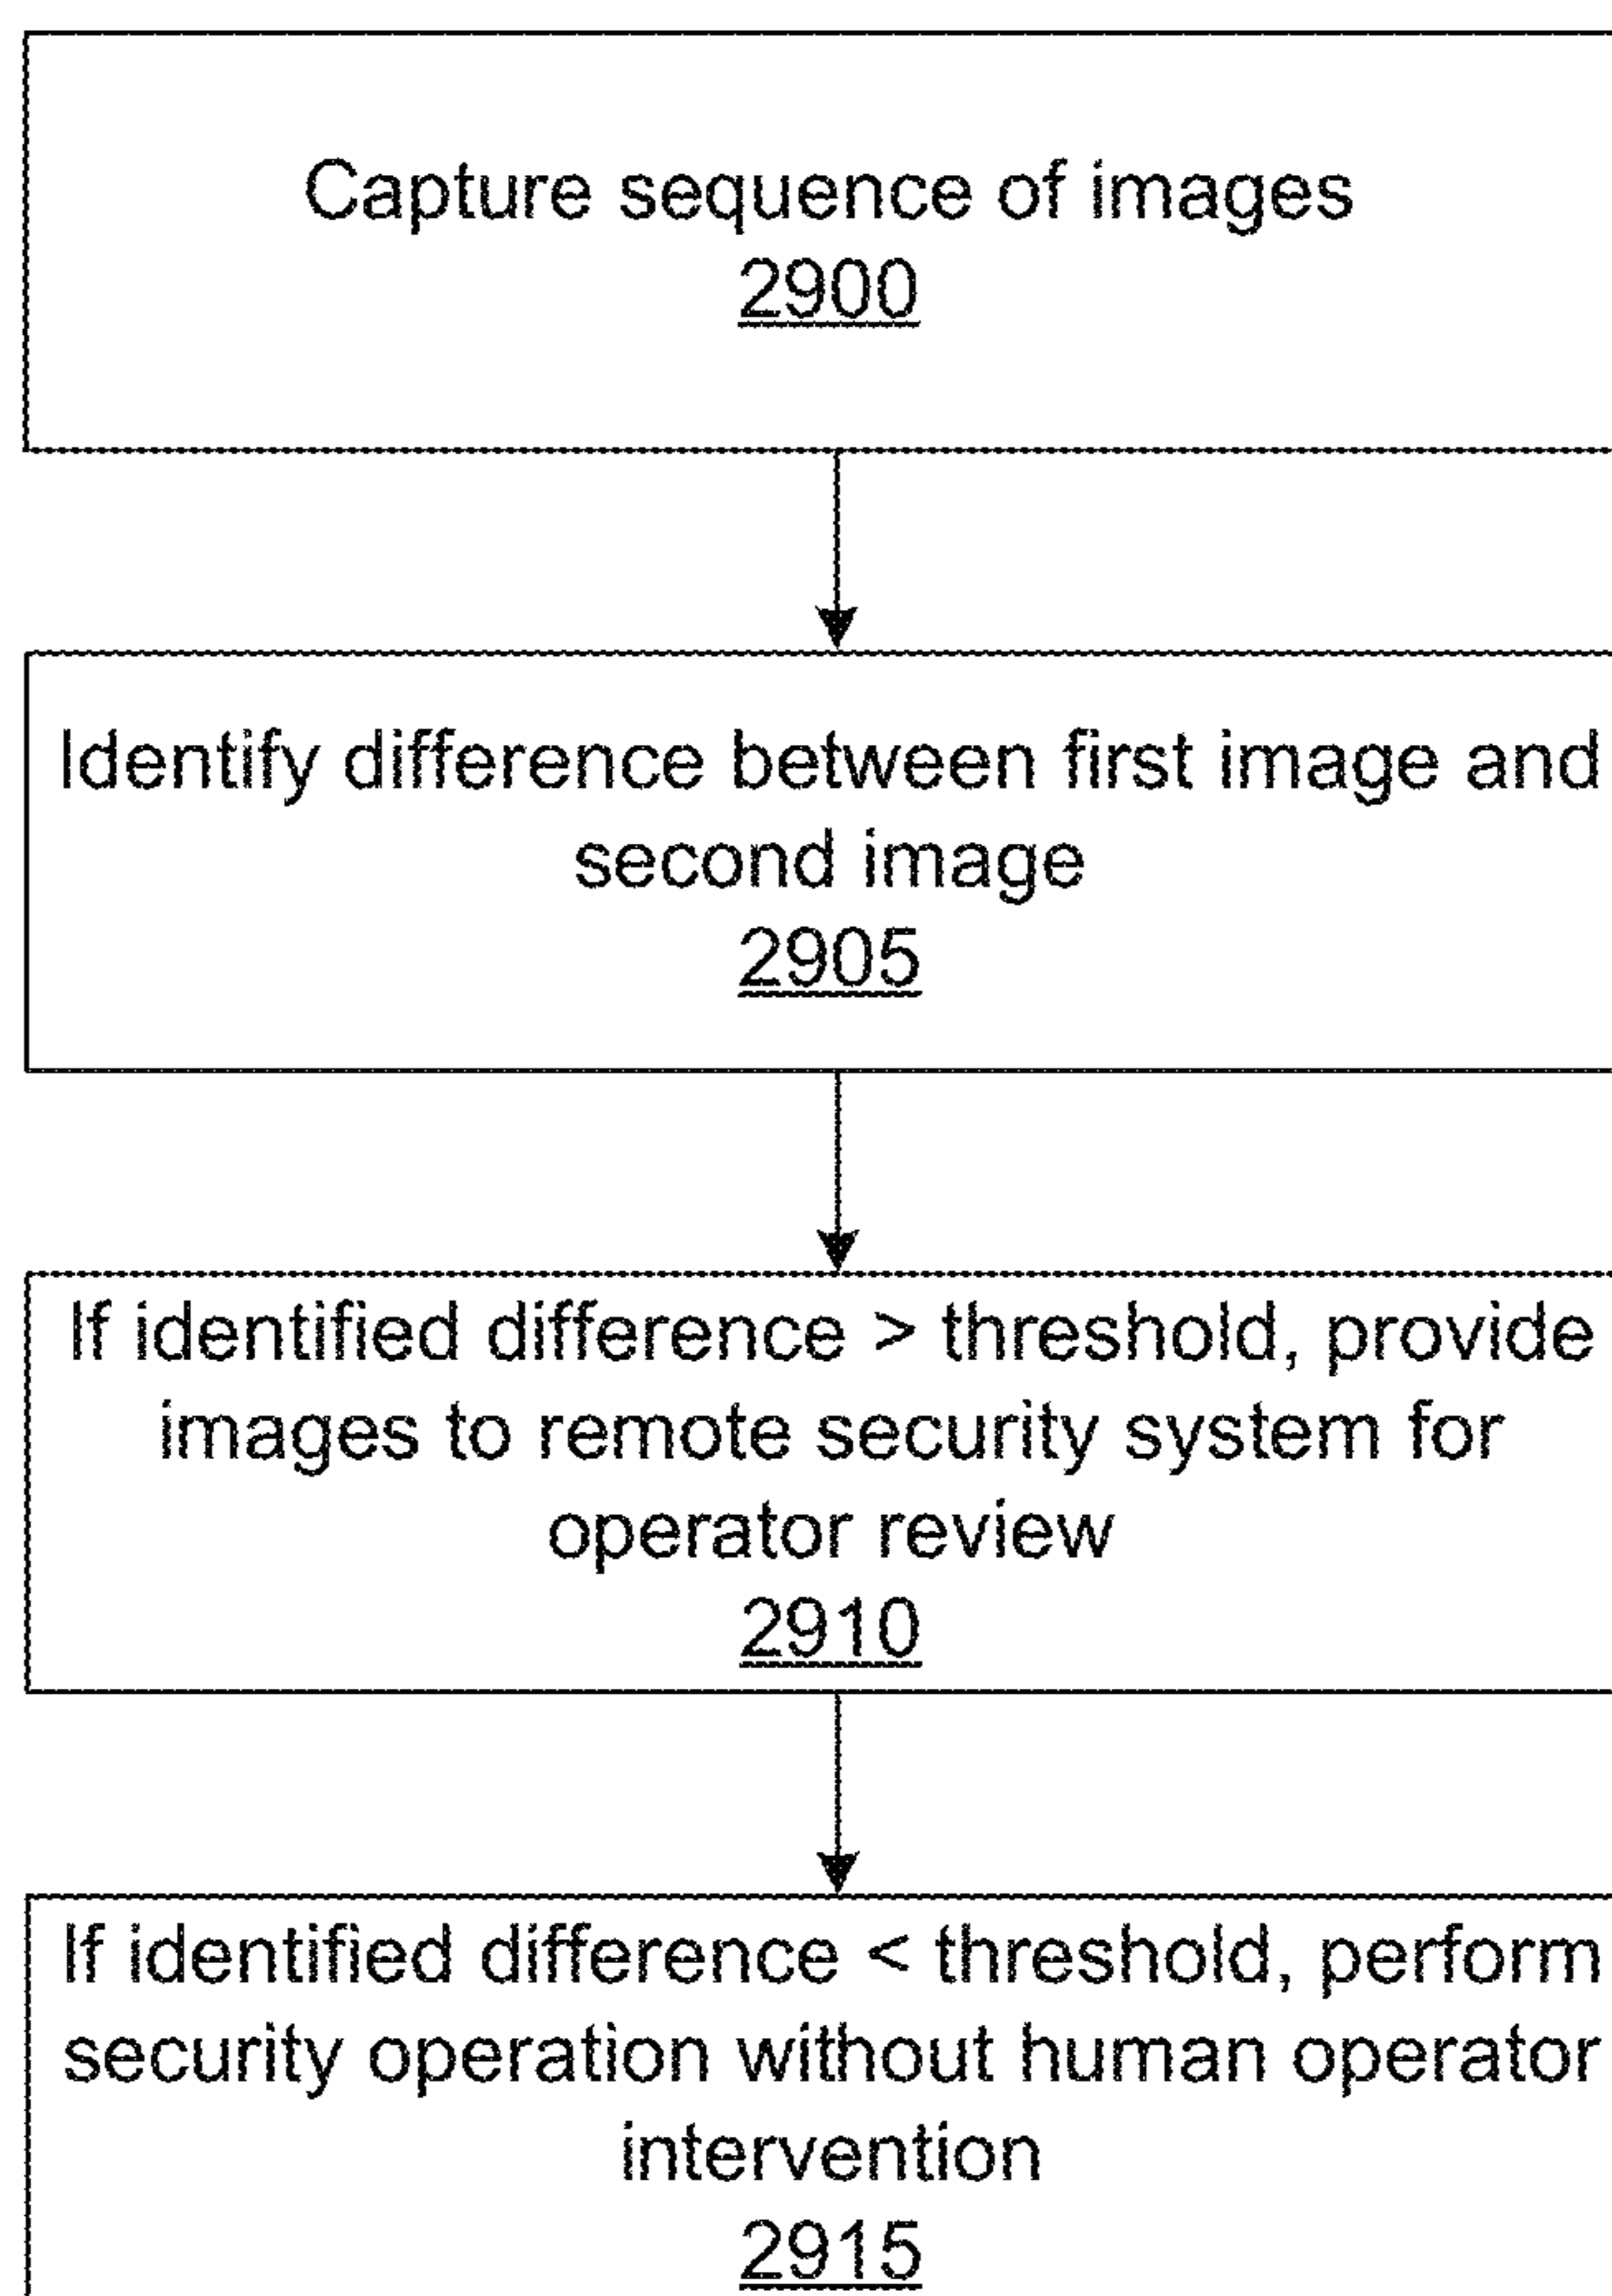 Capture sequence of images
2900
Identify difference between first image and
second image
2905
If identified difference > threshold, provide
images to remote security system for
operator review
2910
If identified difference < threshold, perform
security operation without human operator
intervention
2915